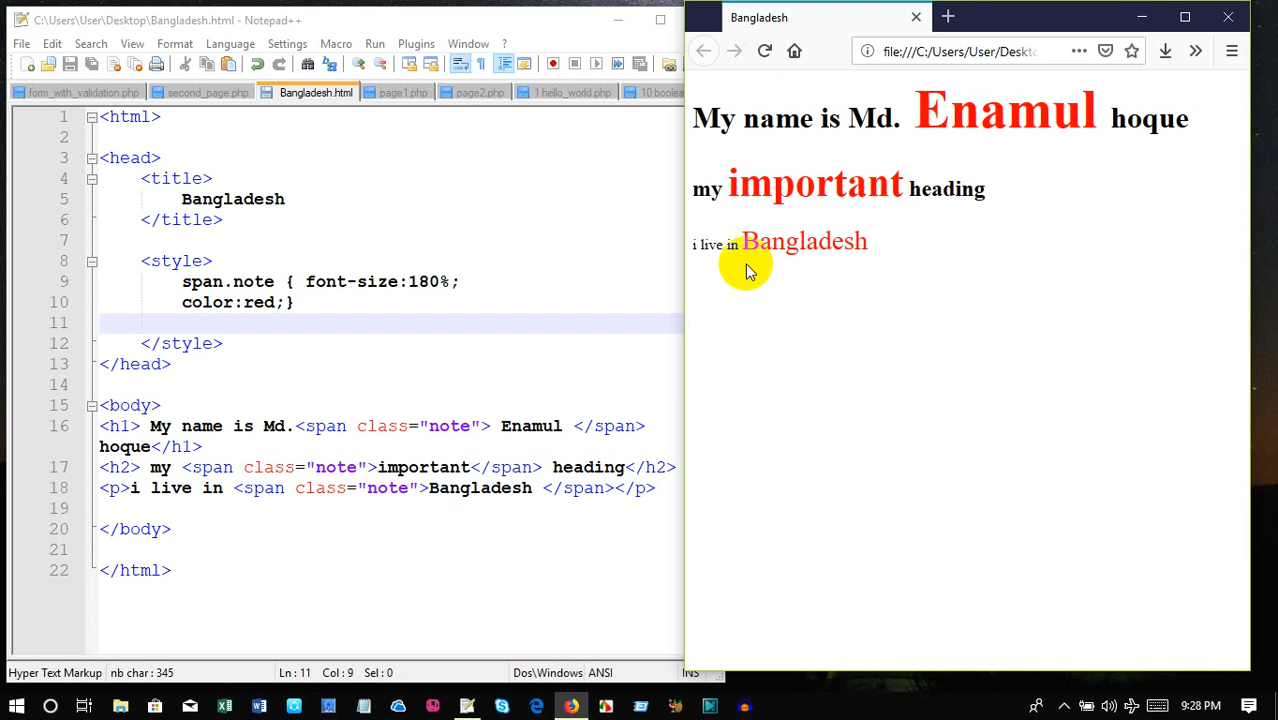 C:\Users\User\Desktop\Bangladesh.html - Notepad++
File Edit Search View Format Language Settings Macro Run Plugins Window ?
form_with_validation.php second_page.php Bangladesh.html page1.php page2.php 1 hello_world.php 10 boolea
1 <html>
2
3 <head>
4 <title>
5 Bangladesh
6 </title>
7
8 <style>
9 span.note { font-size:180%;
10 color:red;}
11
12 </style>
13 </head>
14
15 <body>
16 <h1> My name is Md.<span class="note"> Enamul </span>
hoque</h1>
17 <h2> my <span class="note">important</span> heading</h2>
18 <p>i live in <span class="note">Bangladesh </span></p>
19
20 </body>
21
22 </html>
Hyper Text Markup nb char : 345 Ln : 11 Col : 9 Sel : 0 Dos\Windows ANSI INS
Bangladesh
file:///C:/Users/User/Deskto
My name is Md. Enamul hoque
my important heading
i live in Bangladesh
9:28 PM